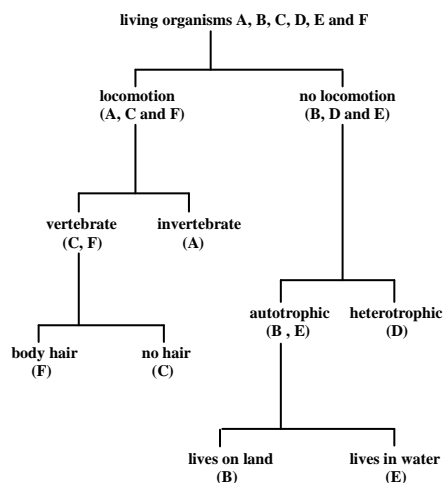 living organisms A, B, C, D, E and F
locomotion
(A, C and F)
no locomotion
(B, D and E)
vertebrate
(C, F)
invertebrate
(A)
autotrophic
(B , E)
heterotrophic
(D)
body hair
(F)
no hair
(C)
lives on land
(B)
lives in water
(E)